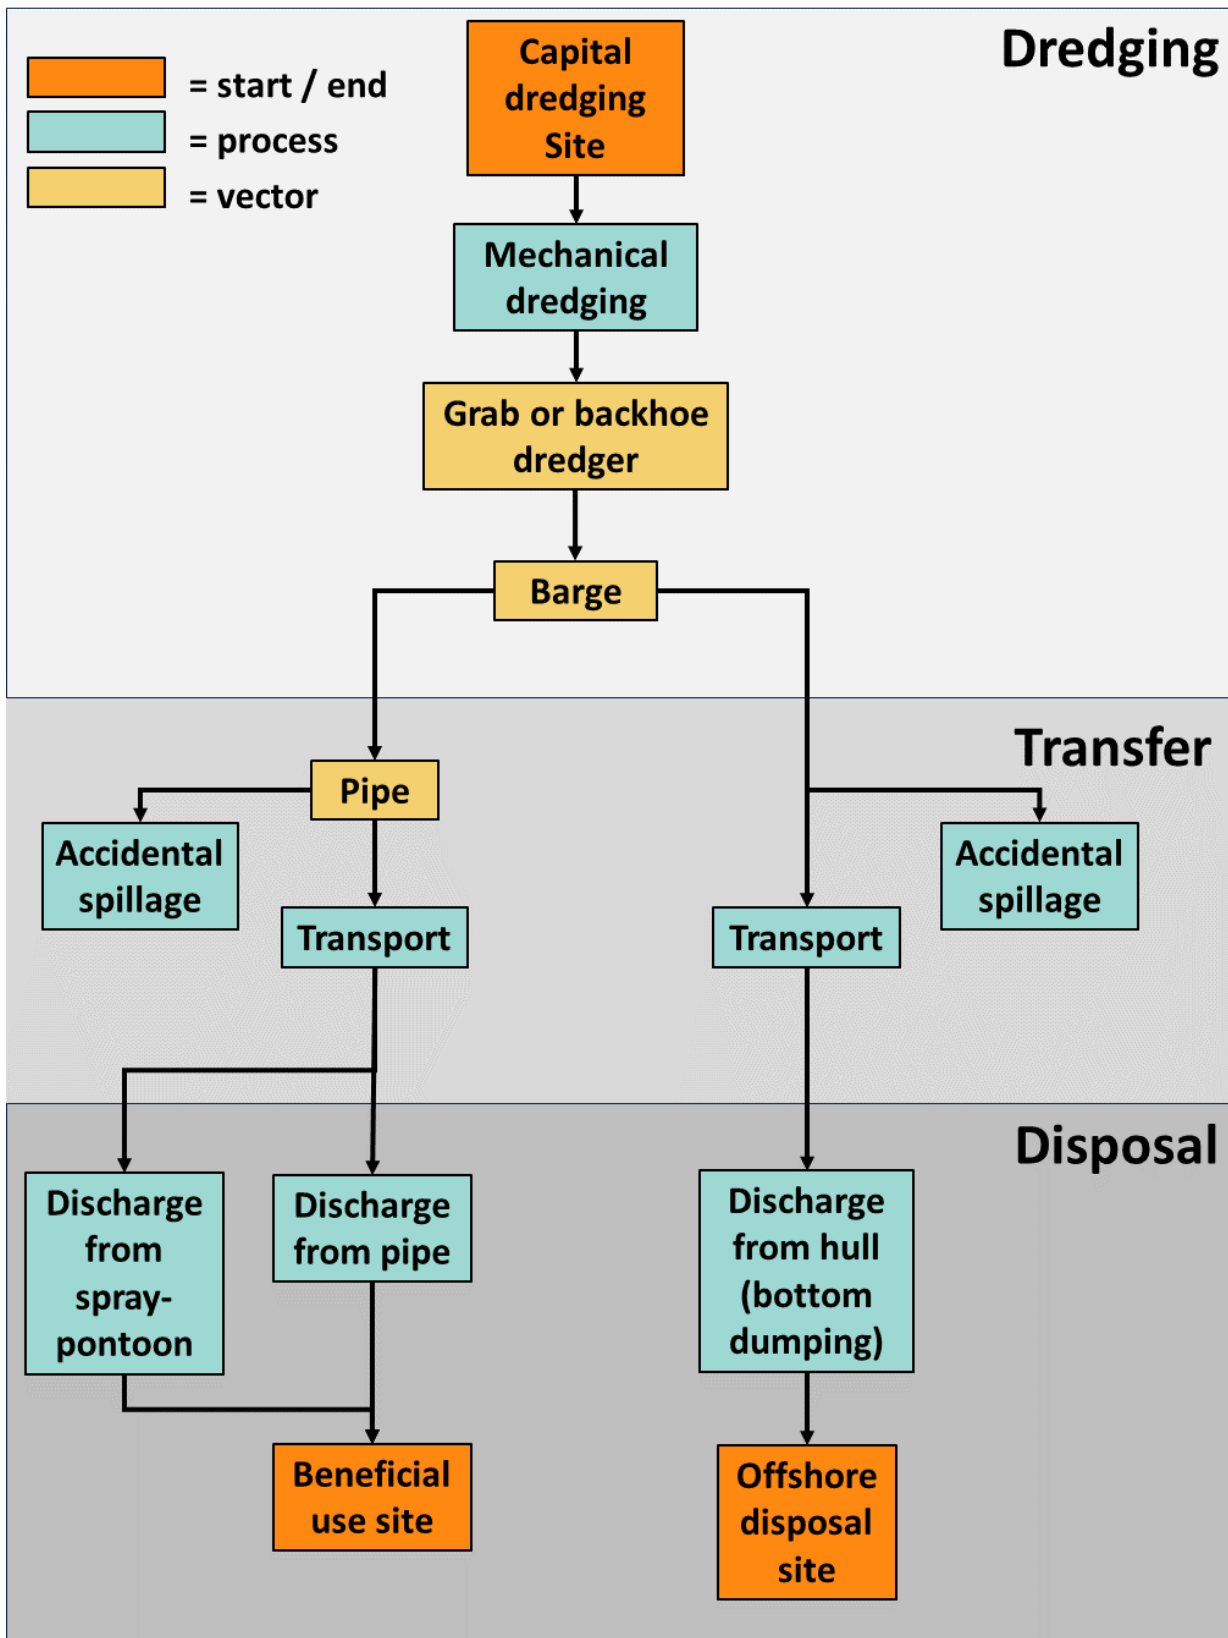 Dredging
= start / end
= process
= vector
Capital
dredging
Site
Mechanical
dredging
Grab or backhoe
dredger
Barge
Transfer
Pipe
Accidental
spillage
Transport
Transport
Accidental
spillage
Disposal
Discharge
from
spray-
pontoon
Discharge
from pipe
Discharge
from hull
(bottom
dumping)
Beneficial
use site
Offshore
disposal
site